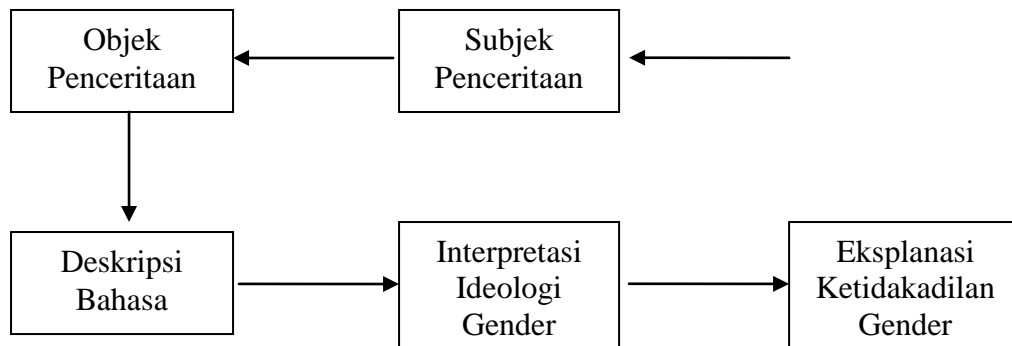 Objek
Penceritaan
Subjek
Penceritaan
Deskripsi
Bahasa
Interpretasi
Ideologi
Gender
Eksplanasi
Ketidakadilan
Gender